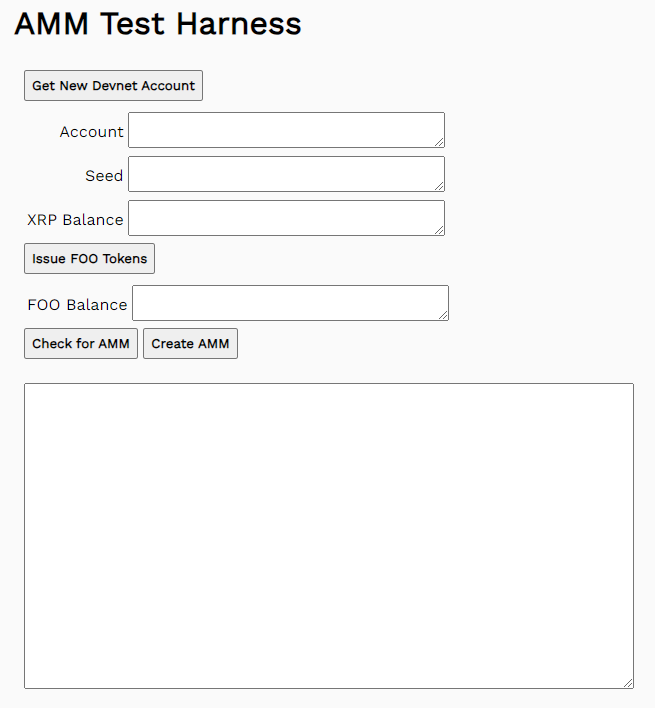 AMM Test Harness
Get New Devnet Account
Account
Seed
XRP Balance
Issue FOO Tokens
FOO Balance
Check for AMM Create AMM